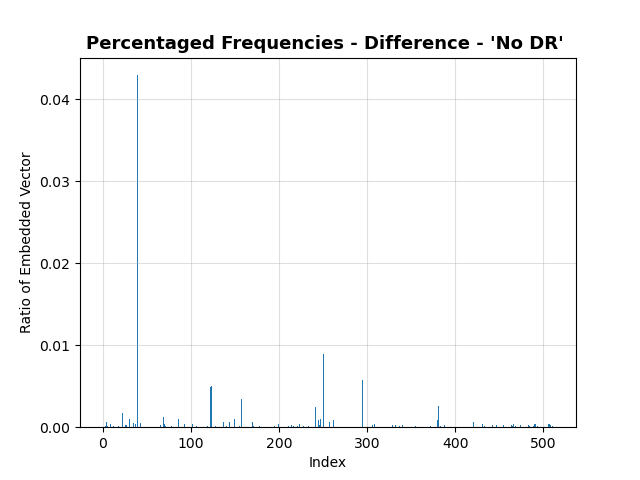 Percentaged Frequencies - Difference - 'No DR'
Ratio of Embedded Vector
0.04
0.03
0.02
0.01
0.00
0 100 200 300 400 500
Index